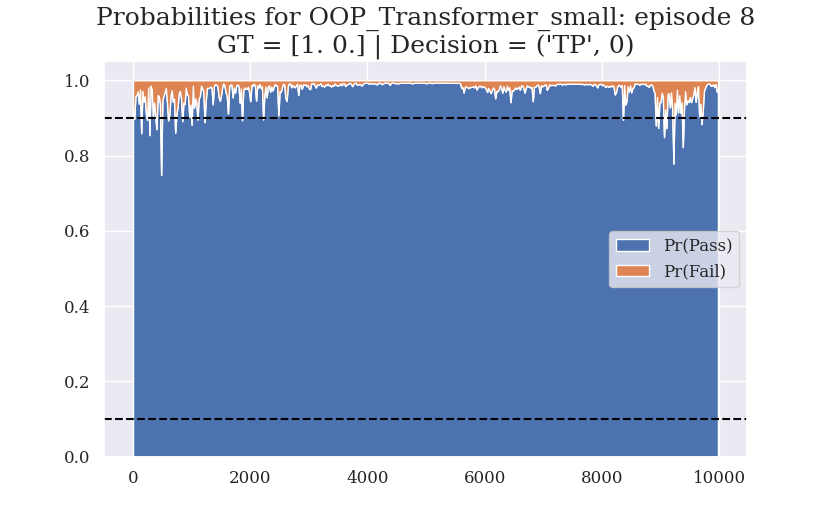 Probabilities for OOP_Transformer_small: episode 8
GT = [1. 0.] | Decision = ('TP', 0)
1.0
0.8
0.6
0.4
0.2
0.0
Pr(Pass)
Pr(Fail)
0 2000 4000 6000 8000 10000